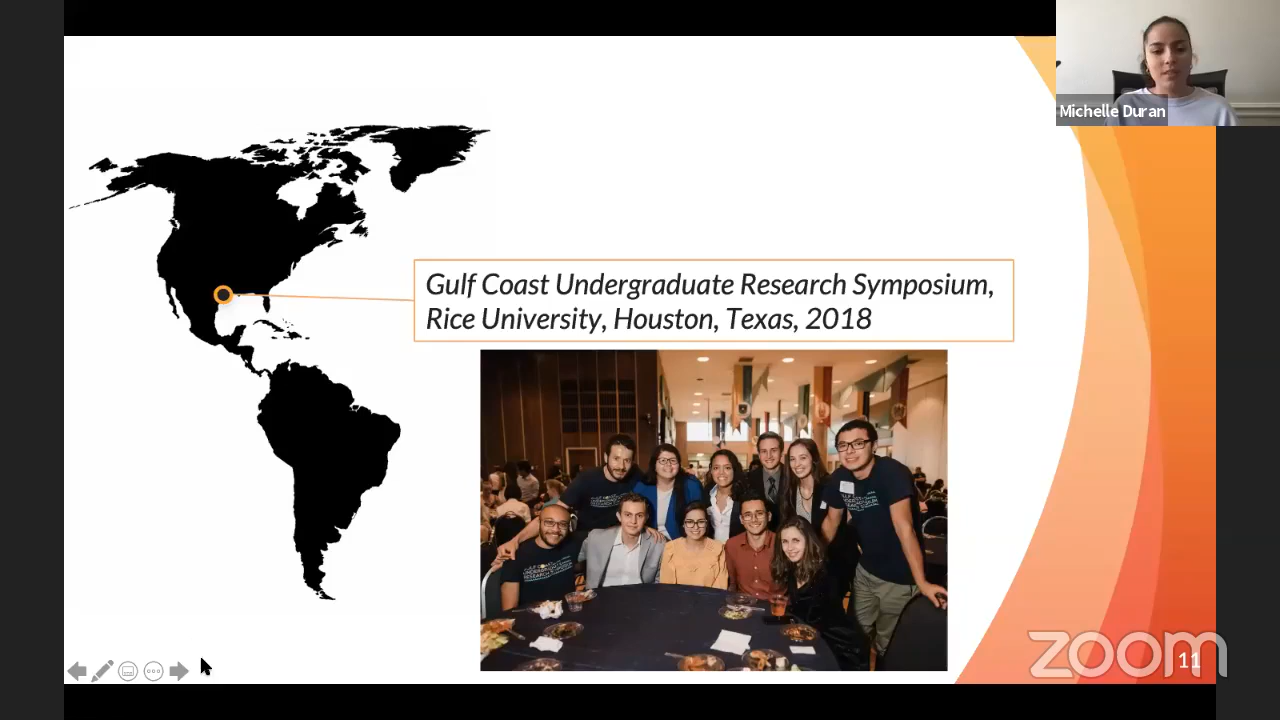 Michelle Duran
Gulf Coast Undergraduate Research Symposium,
Rice University, Houston, Texas, 2018
zoom
11